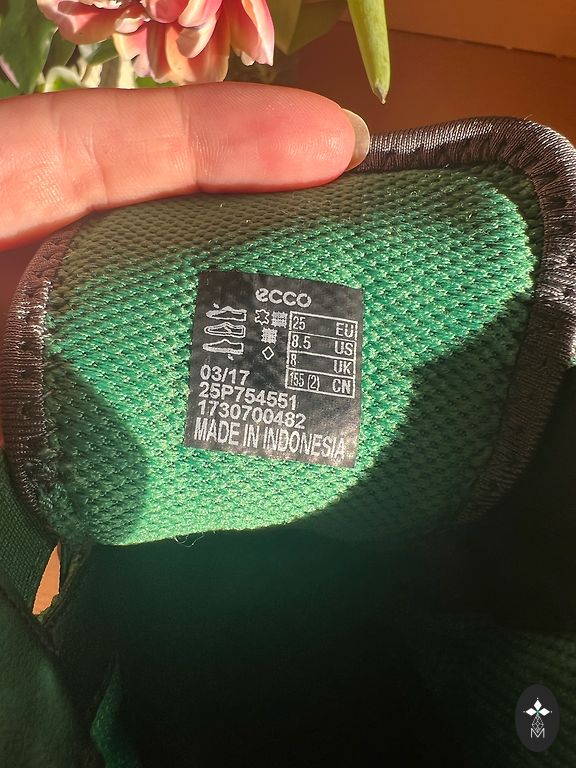 ecco
25 EU
8.5 US
8 UK
155 (2) CN
03/17
25P754551
1730700482
MADE IN INDONESIA
M